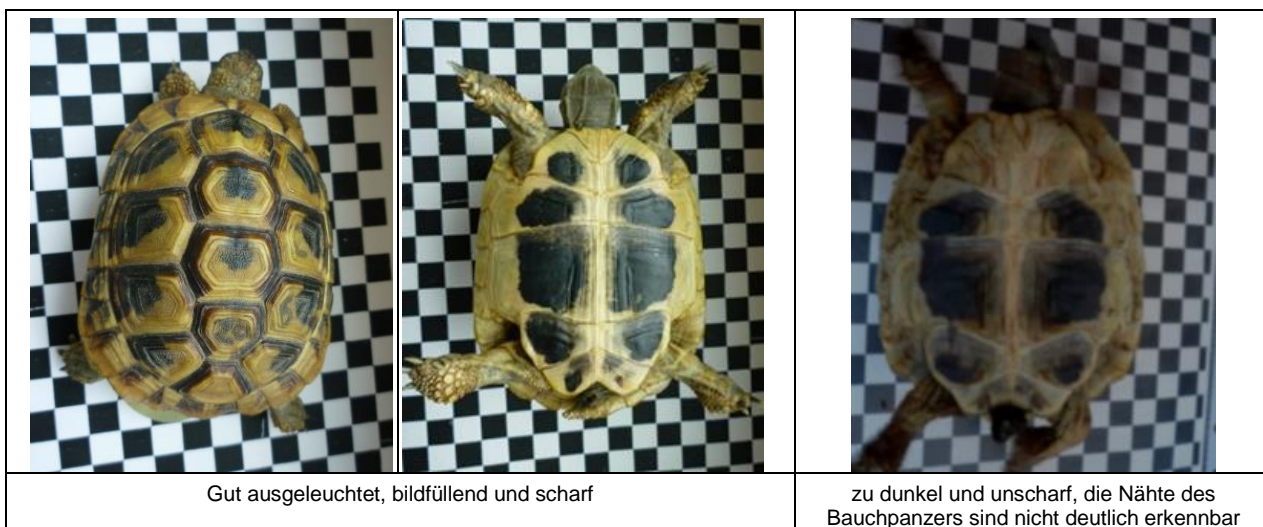 Gut ausgeleuchtet, bildfüllend und scharf
zu dunkel und unscharf, die Nähte des
Bauchpanzers sind nicht deutlich erkennbar